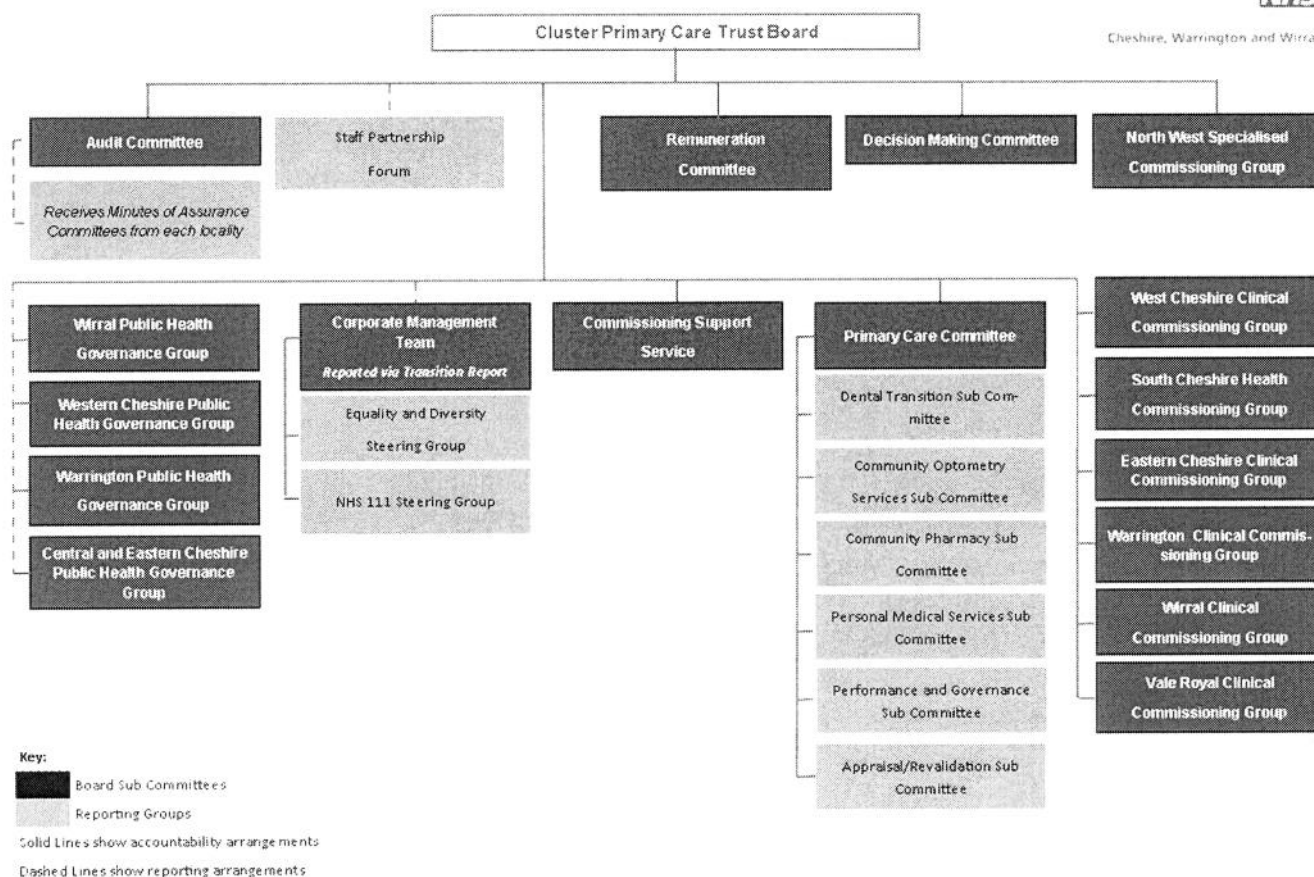 NHS
Cluster Primary Care Trust Board
Cheshire, Warrington and Wirral
Audit Committee
Receives Minutes of Assurance
Committees from each locality
Staff Partnership
Forum
Remuneration
Committee
Decision Making Committee
North West Specialised
Commissioning Group
Wirral Public Health
Governance Group
Western Cheshire Public
Health Governance Group
Warrington Public Health
Governance Group
Central and Eastern Cheshire
Public Health Governance
Group
Corporate Management
Team
Reported via Transition Report
Equality and Diversity
Steering Group
NHS 111 Steering Group
Commissioning Support
Service
Primary Care Committee
Dental Transition Sub Com-
mittee
Community Optometry
Services Sub Committee
Community Pharmacy Sub
Committee
Personal Medical Services Sub
Committee
Performance and Governance
Sub Committee
Appraisal/Revalidation Sub
Committee
West Cheshire Clinical
Commissioning Group
South Cheshire Health
Commissioning Group
Eastern Cheshire Clinical
Commissioning Group
Warrington Clinical Commis-
sioning Group
Wirral Clinical
Commissioning Group
Vale Royal Clinical
Commissioning Group
Key:
Board Sub Committees
Reporting Groups
Solid Lines show accountability arrangements
Dashed Lines show reporting arrangements